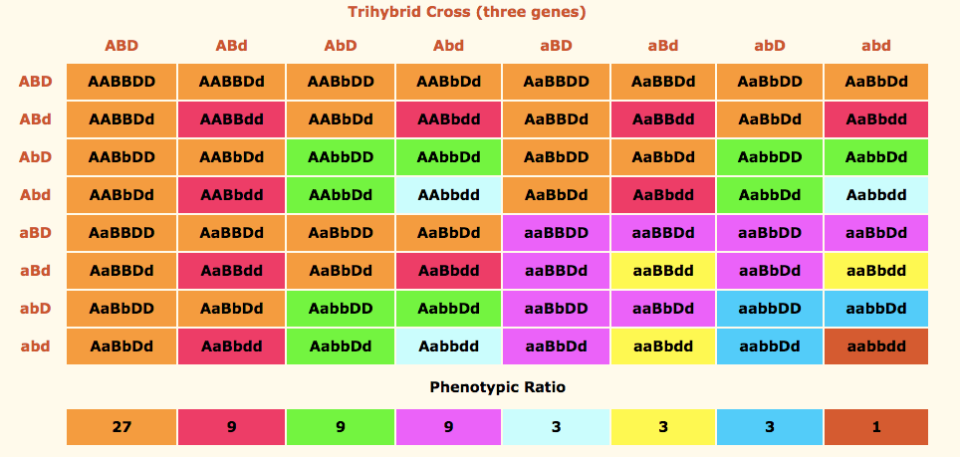 Trihybrid Cross (three genes)
ABD ABd AbD Abd aBD aBd abD abd
ABD AABBDD AABBDd AABbDD AABbDd AaBBDD AaBBDd AaBbDD AaBbDd
ABd AABBDd AABBdd AABbDd AABbdd AaBBDd AaBBdd AaBbDd AaBbdd
AbD AABbDD AABbDd AAbbDD AAbbDd AaBbDD AaBbDd AabbDD AabbDd
Abd AABbDd AABbdd AAbbDd AAbbdd AaBbDd AaBbdd AabbDd Aabbdd
aBD AaBBDD AaBBDd AaBbDD AaBbDd aaBBDD aaBBDd aaBbDD aaBbDd
aBd AaBBDd AaBBdd AaBbDd AaBbdd aaBBDd aaBBdd aaBbDd aaBbdd
abD AaBbDD AaBbDd AabbDD AabbDd aaBbDD aaBbDd aabbDD aabbDd
abd AaBbDd AaBbdd AabbDd Aabbdd aaBbDd aaBbdd aabbDd aabbdd
Phenotypic Ratio
27 9 9 9 3 3 3 1